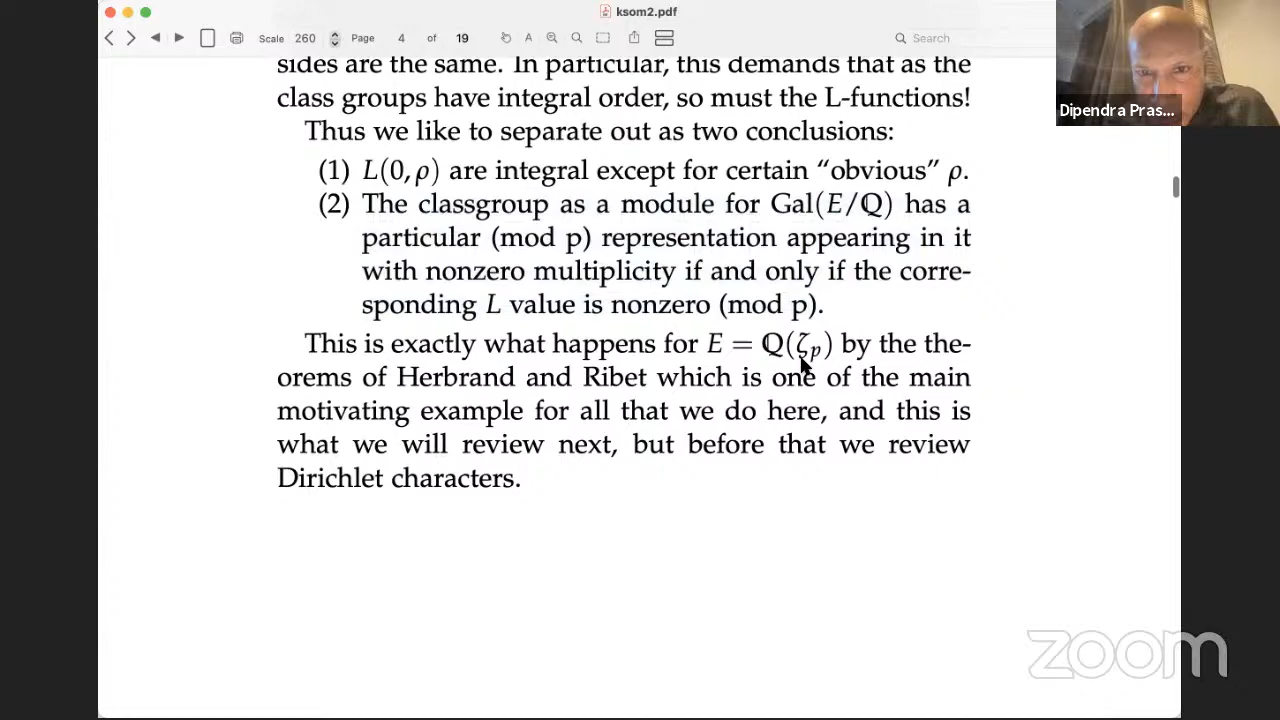 ksom2.pdf
Scale 260 Page 4 of 19 Search
Dipendra Pras...
sides are the same. In particular, this demands that as the
class groups have integral order, so must the L-functions!
Thus we like to separate out as two conclusions:
(1) L(0, ρ) are integral except for certain “obvious” ρ.
(2) The classgroup as a module for Gal(E/ℚ) has a
particular (mod p) representation appearing in it
with nonzero multiplicity if and only if the corre-
sponding L value is nonzero (mod p).
This is exactly what happens for E = ℚ(ζₚ) by the the-
orems of Herbrand and Ribet which is one of the main
motivating example for all that we do here, and this is
what we will review next, but before that we review
Dirichlet characters.
zoom